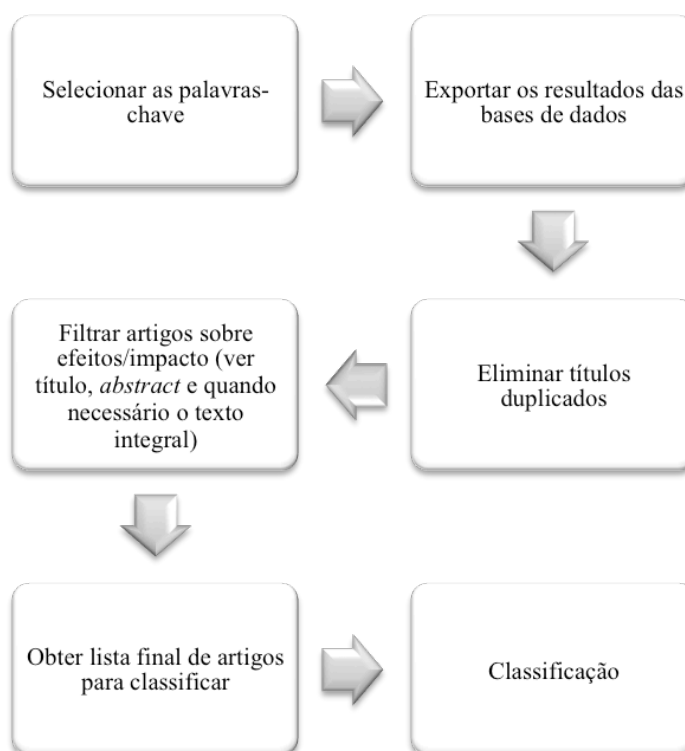 Selecionar as palavras-
chave
Exportar os resultados das
bases de dados
Eliminar títulos
duplicados
Filtrar artigos sobre
efeitos/impacto (ver
título, abstract e quando
necessário o texto
integral)
Obter lista final de artigos
para classificar
Classificação